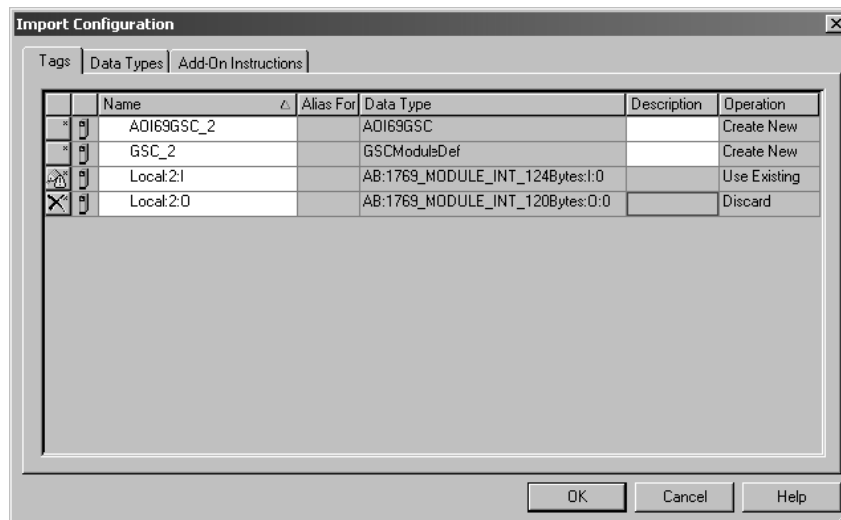 Import Configuration
Tags Data Types Add-On Instructions
Name Alias For Data Type Description Operation
AOI69GSC_2 AOI69GSC Create New
GSC_2 GSCModuleDef Create New
Local:2:I AB:1769_MODULE_INT_124Bytes:I:0 Use Existing
Local:2:O AB:1769_MODULE_INT_120Bytes:O:0 Discard
OK Cancel Help